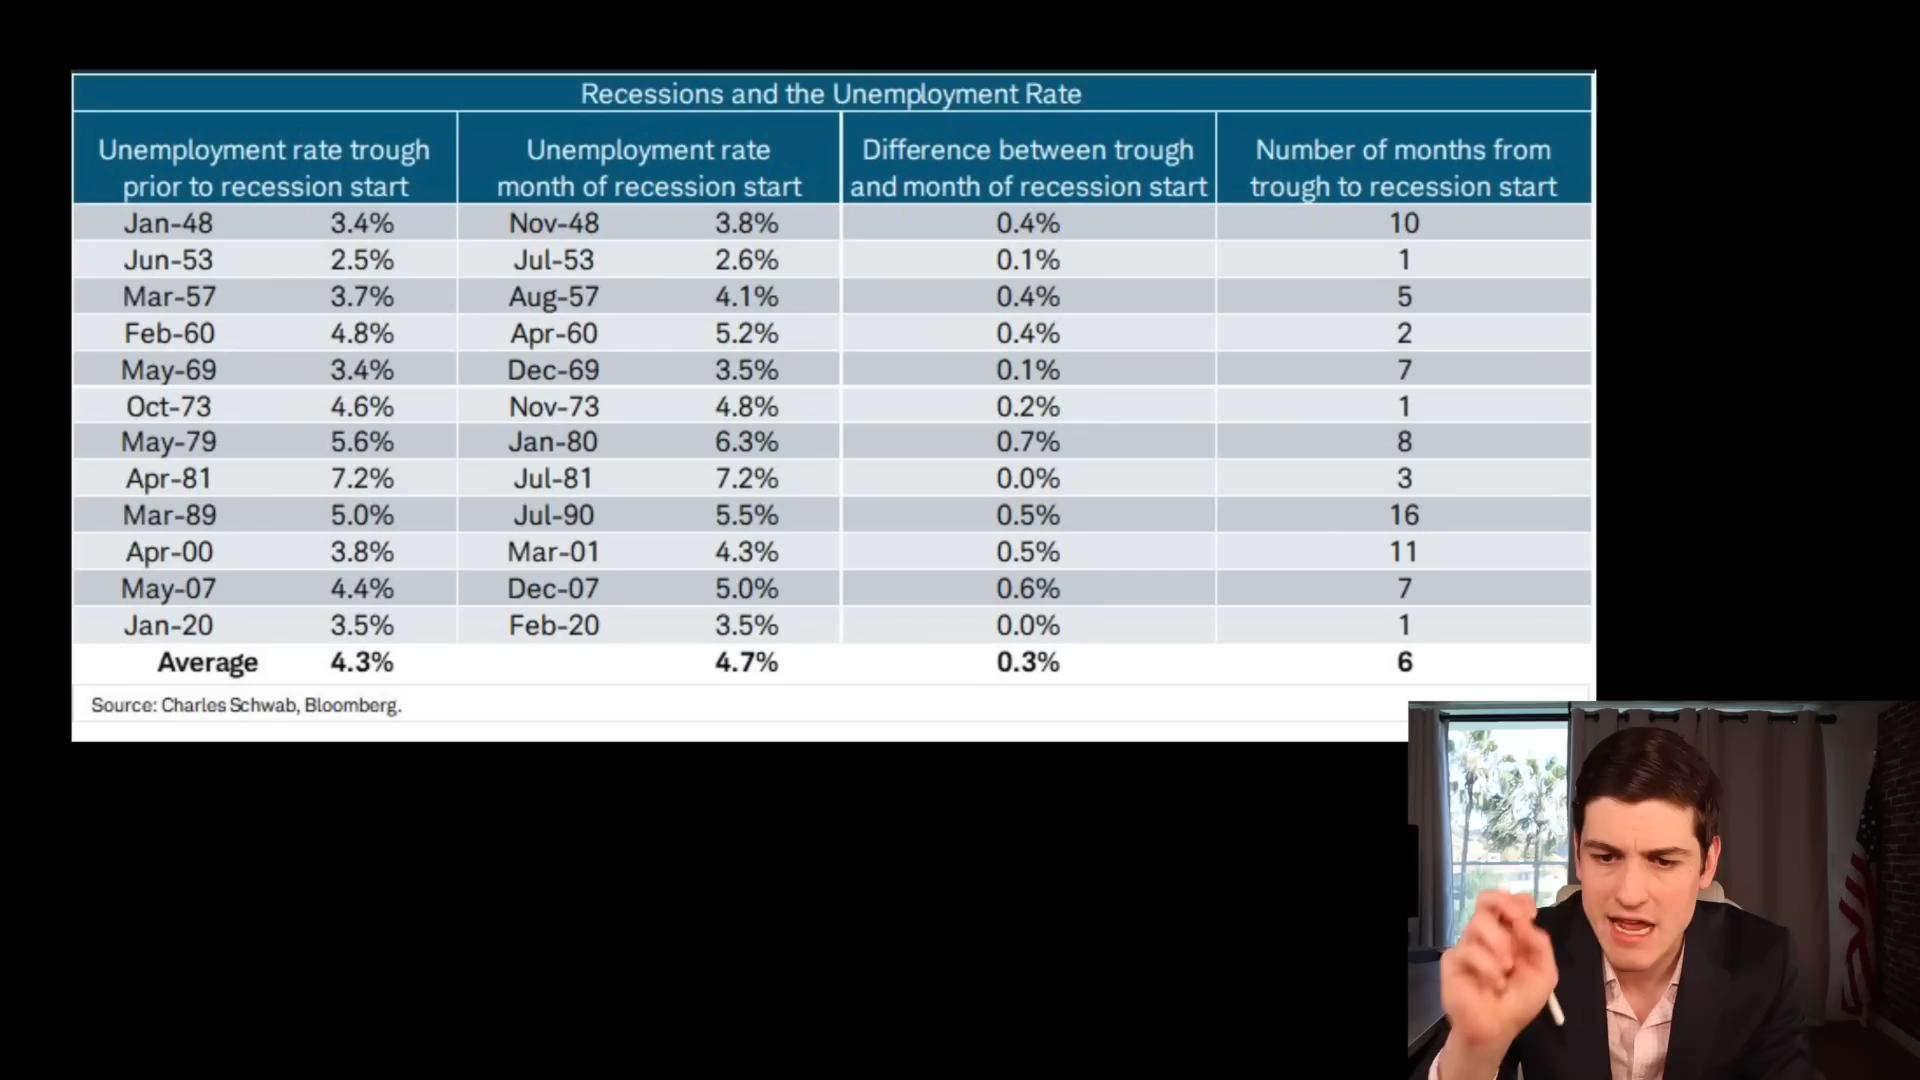 Recessions and the Unemployment Rate
Unemployment rate trough prior to recession start Unemployment rate month of recession start Difference between trough and month of recession start Number of months from trough to recession start
Jan-48 3.4% Nov-48 3.8% 0.4% 10
Jun-53 2.5% Jul-53 2.6% 0.1% 1
Mar-57 3.7% Aug-57 4.1% 0.4% 5
Feb-60 4.8% Apr-60 5.2% 0.4% 2
May-69 3.4% Dec-69 3.5% 0.1% 7
Oct-73 4.6% Nov-73 4.8% 0.2% 1
May-79 5.6% Jan-80 6.3% 0.7% 8
Apr-81 7.2% Jul-81 7.2% 0.0% 3
Mar-89 5.0% Jul-90 5.5% 0.5% 16
Apr-00 3.8% Mar-01 4.3% 0.5% 11
May-07 4.4% Dec-07 5.0% 0.6% 7
Jan-20 3.5% Feb-20 3.5% 0.0% 1
Average 4.3% 4.7% 0.3% 6
Source: Charles Schwab, Bloomberg.